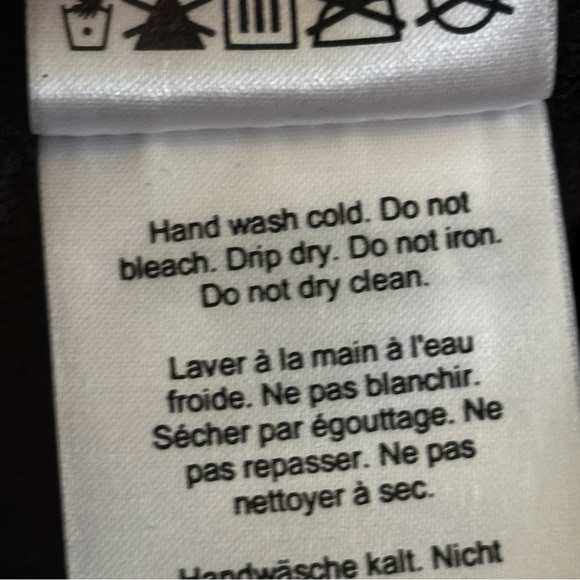 Hand wash cold. Do not
bleach. Drip dry. Do not iron.
Do not dry clean.
Laver à la main à l'eau
froide. Ne pas blanchir.
Sécher par égouttage. Ne
pas repasser. Ne pas
nettoyer à sec.
Handwäsche kalt. Nicht